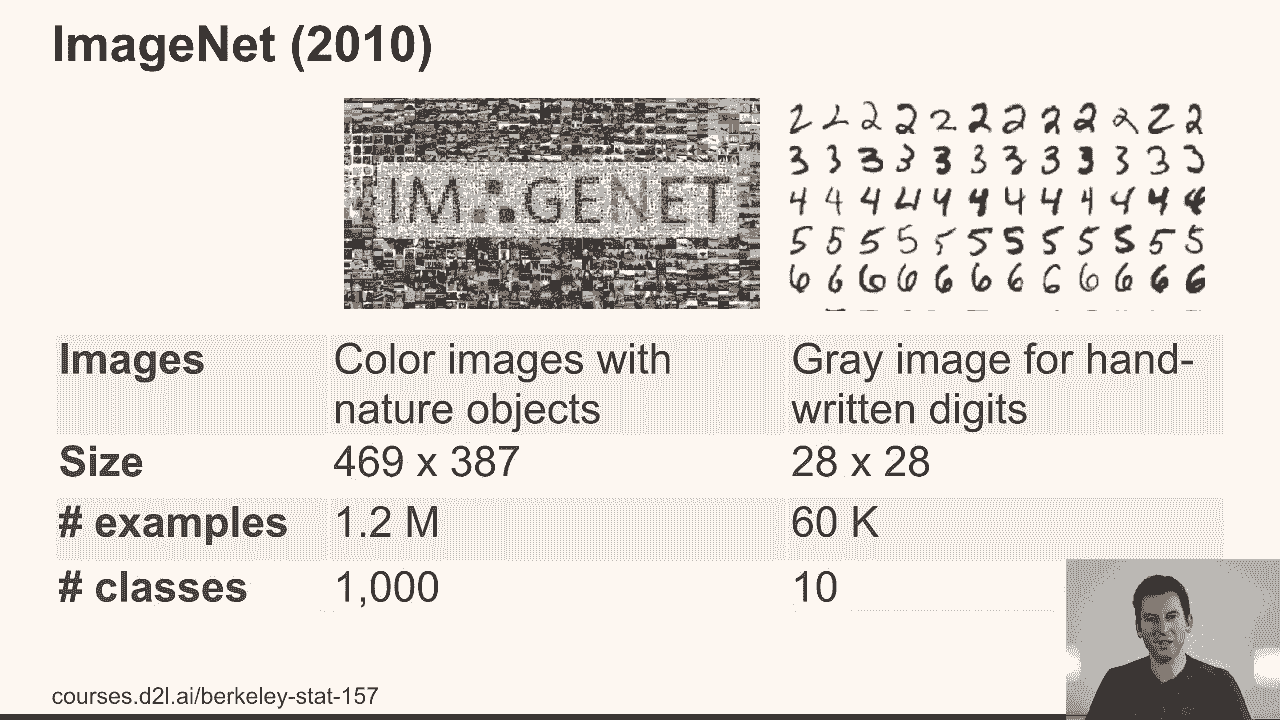 ImageNet (2010)
IMAGENET
2 2 2 2 2 2 2 2 2 2 2 2
3 3 3 3 3 3 3 3 3 3 3 3
4 4 4 4 4 4 4 4 4 4 4 4
5 5 5 5 5 5 5 5 5 5 5 5
6 6 6 6 6 6 6 6 6 6 6 6
Images Color images with nature objects Gray image for hand-written digits
Size 469 x 387 28 x 28
# examples 1.2 M 60 K
# classes 1,000 10
courses.d2l.ai/berkeley-stat-157